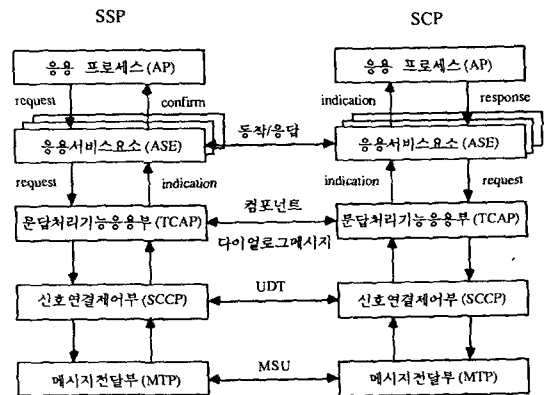 SSP SCP
응용 프로세스 (AP) 응용 프로세스 (AP)
request confirm indication response
동작/응답
응용서비스요소 (ASE) 응용서비스요소 (ASE)
request indication indication request
컴포넌트
문답처리기능응용부 (TCAP) 문답처리기능응용부 (TCAP)
다이얼로그메시지
UDT
신호연결제어부 (SCCP) 신호연결제어부 (SCCP)
MSU
메시지전달부 (MTP) 메시지전달부 (MTP)